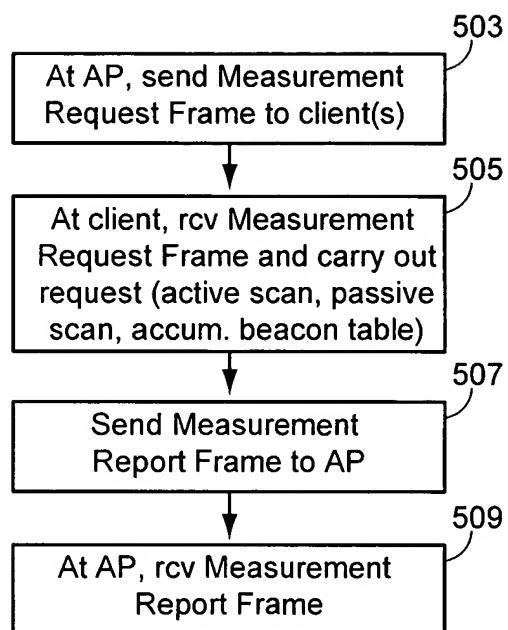 503
At AP, send Measurement
Request Frame to client(s)
505
At client, rcv Measurement
Request Frame and carry out
request (active scan, passive
scan, accum. beacon table)
507
Send Measurement
Report Frame to AP
509
At AP, rcv Measurement
Report Frame